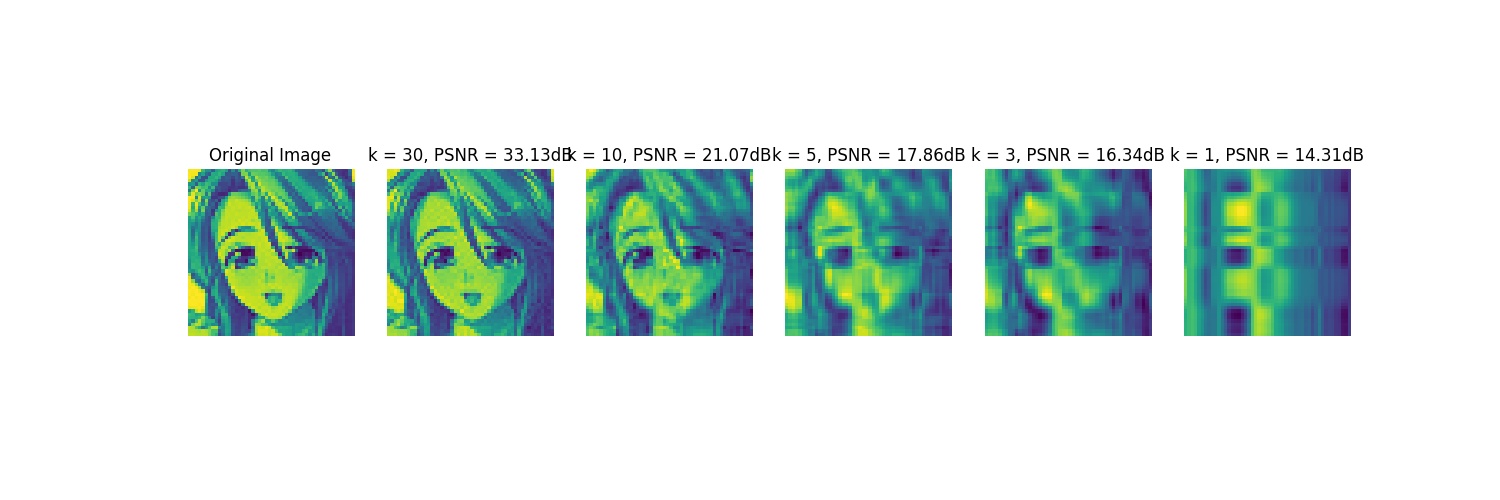 Original Image
k = 30, PSNR = 33.13dB
k = 10, PSNR = 21.07dB
k = 5, PSNR = 17.86dB
k = 3, PSNR = 16.34dB
k = 1, PSNR = 14.31dB